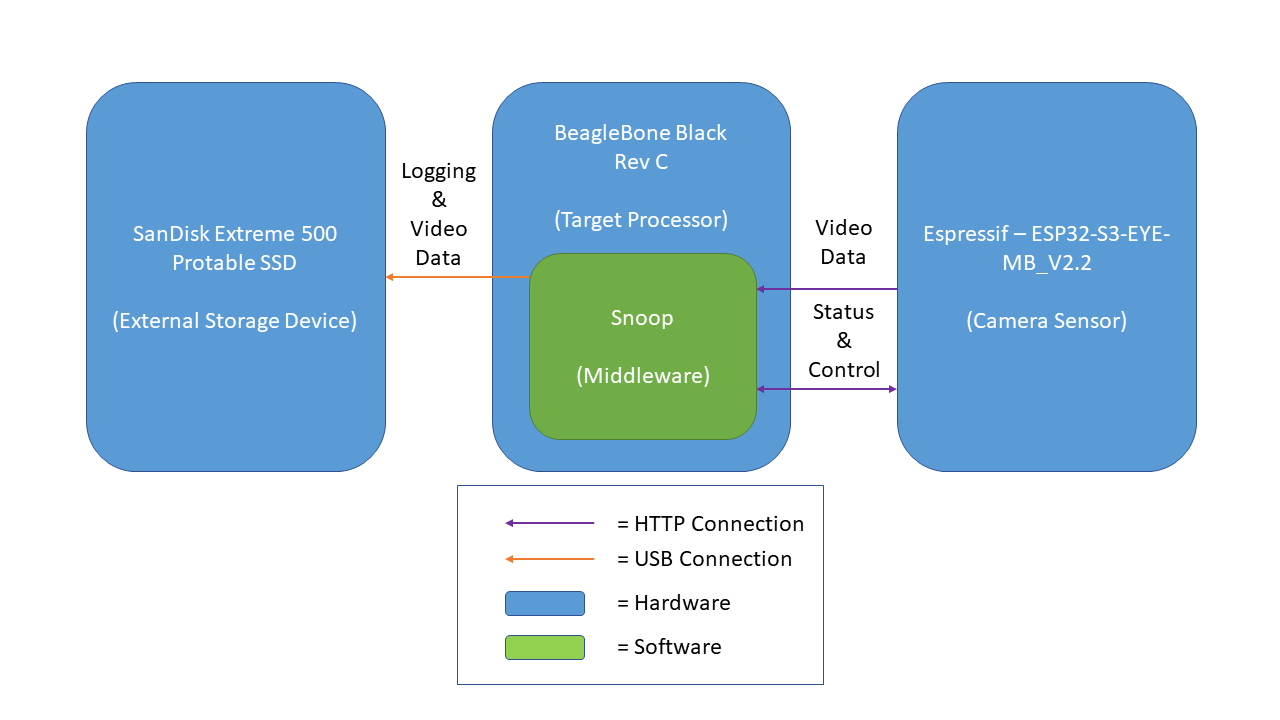 SanDisk Extreme 500
Protable SSD
(External Storage Device)
Logging
&
Video
Data
BeagleBone Black
Rev C
(Target Processor)
Snoop
(Middleware)
Video
Data
Status
&
Control
Espressif – ESP32-S3-EYE-
MB_V2.2
(Camera Sensor)
= HTTP Connection
= USB Connection
= Hardware
= Software